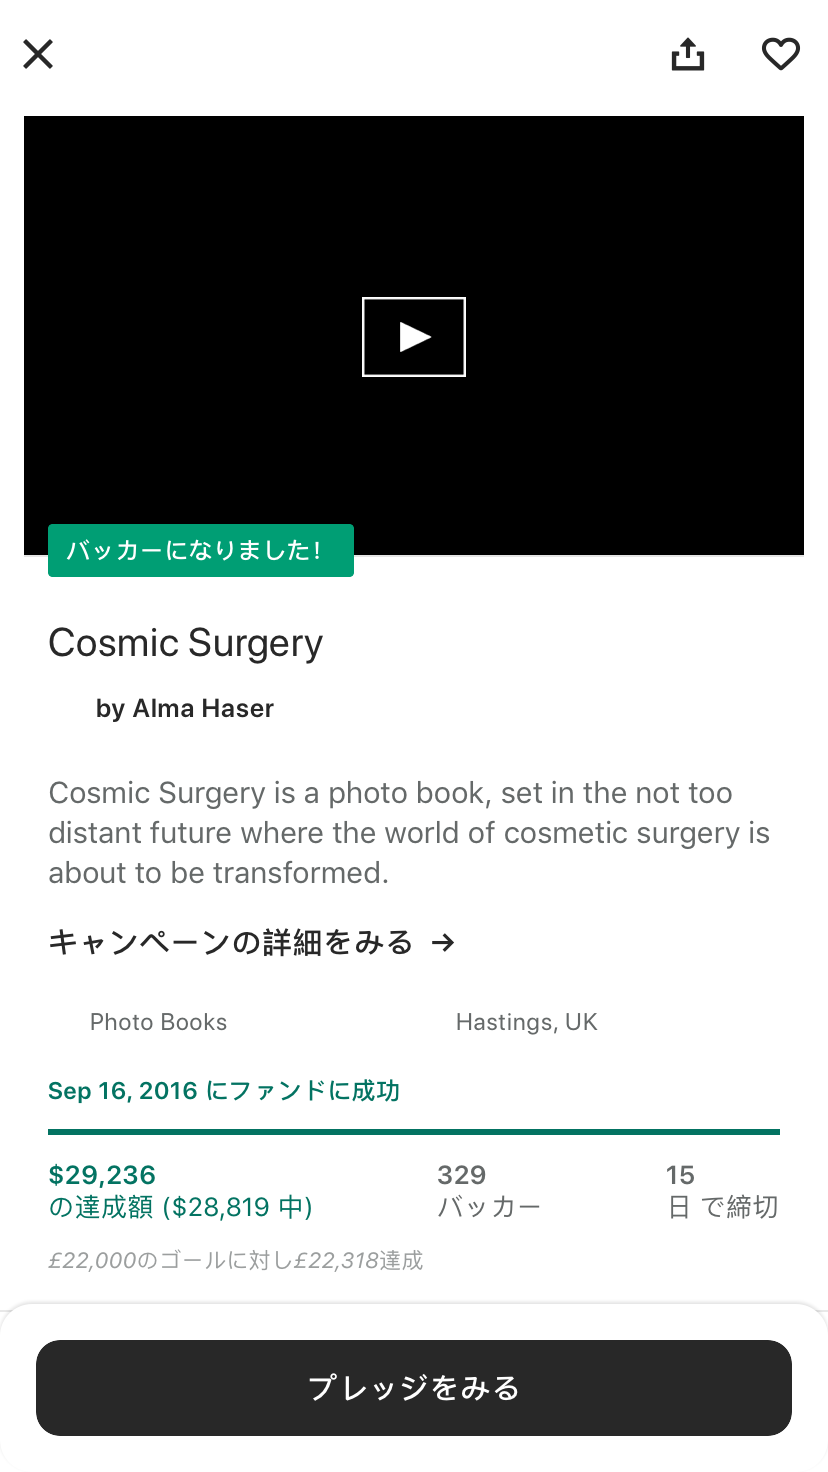 バッカーになりました!
Cosmic Surgery
by Alma Haser
Cosmic Surgery is a photo book, set in the not too
distant future where the world of cosmetic surgery is
about to be transformed.
キャンペーンの詳細をみる →
Photo Books
Hastings, UK
Sep 16, 2016 にファンドに成功
$29,236
の達成額 ($28,819 中)
329
バッカー
15
日 で締切
£22,000のゴールに対し£22,318達成
プレッジをみる